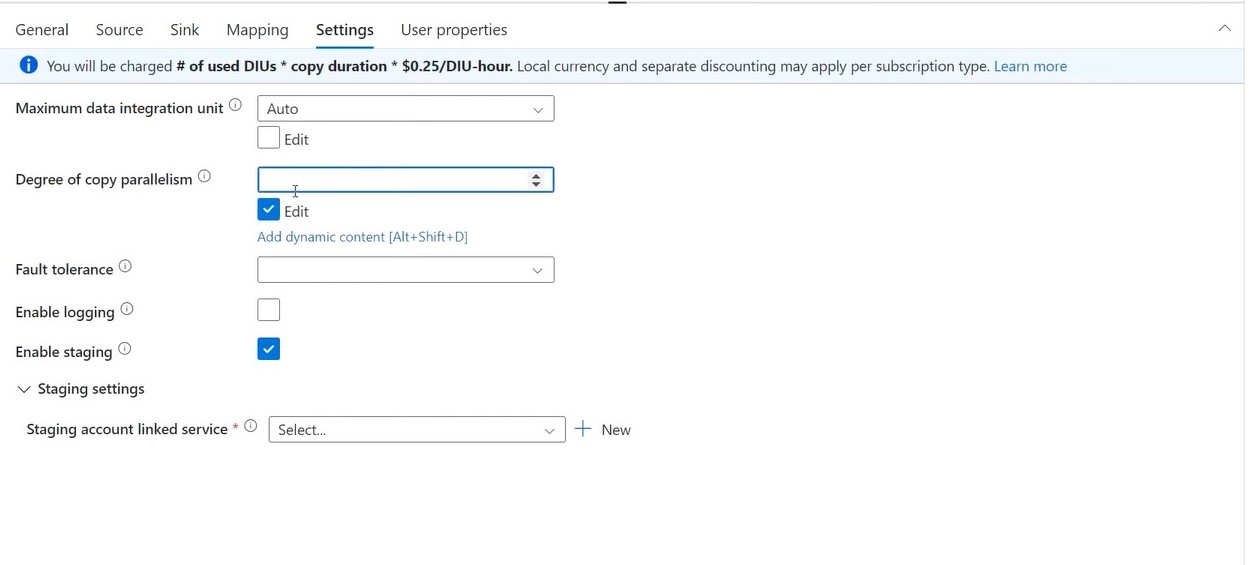 General Source Sink Mapping Settings User properties
You will be charged # of used DIUs * copy duration * $0.25/DIU-hour. Local currency and separate discounting may apply per subscription type. Learn more
Maximum data integration unit Auto
Edit
Degree of copy parallelism
Edit
Add dynamic content [Alt+Shift+D]
Fault tolerance
Enable logging
Enable staging
Staging settings
Staging account linked service * Select... New